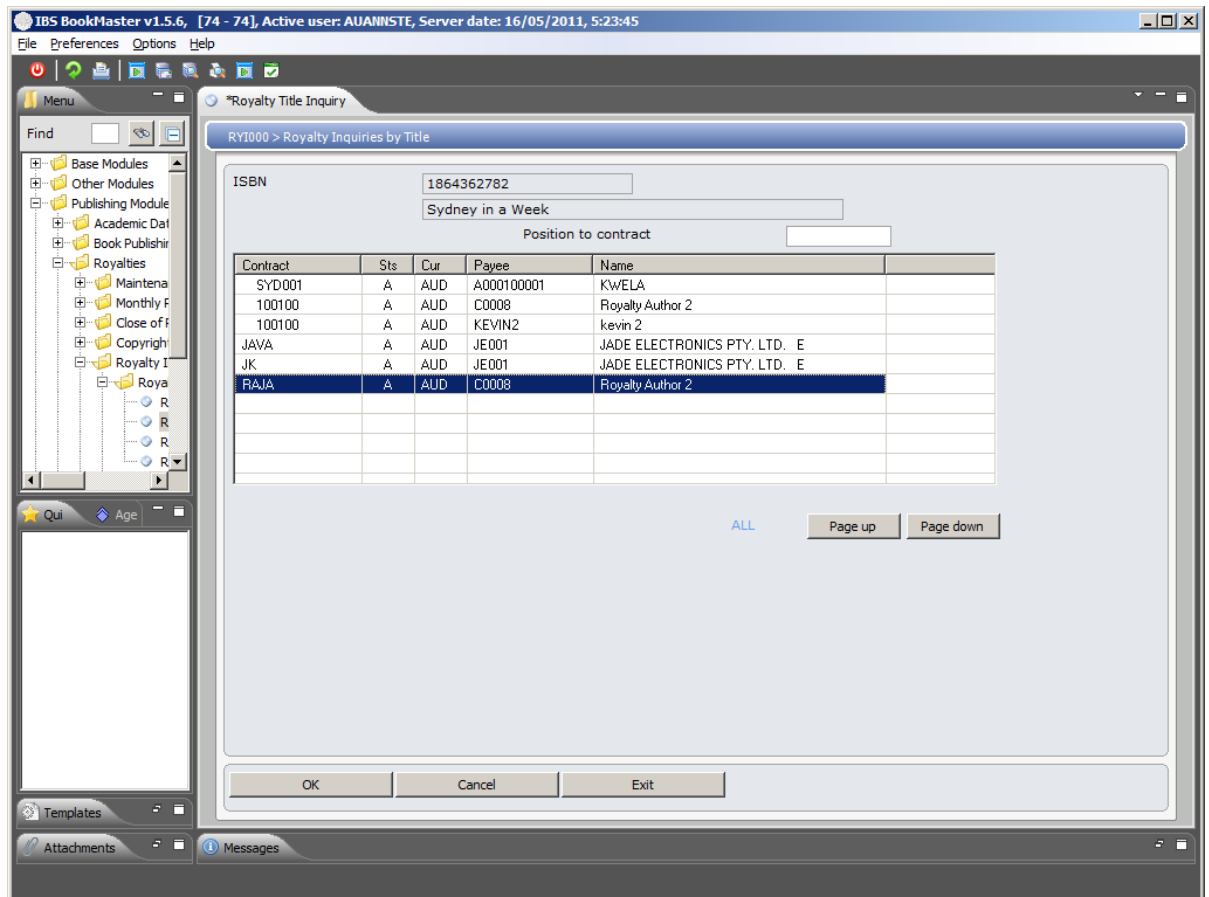 IBS BookMaster v1.5.6, [74 - 74], Active user: AUANNSTE, Server date: 16/05/2011, 5:23:45
File Preferences Options Help
Menu
*Royalty Title Inquiry
Find
RYI000 > Royalty Inquiries by Title
Base Modules
Other Modules
Publishing Module
Academic Dat
Book Publishir
Royalties
Maintena
Monthly P
Close of P
Copyright
Royalty I
Roya
R
R
R
R
ISBN 1864362782
Sydney in a Week
Position to contract
Contract Sts Cur Payee Name
SYD001 A AUD A000100001 KWELA
100100 A AUD C0008 Royalty Author 2
100100 A AUD KEVIN2 kevin 2
JAVA A AUD JE001 JADE ELECTRONICS PTY. LTD. E
JK A AUD JE001 JADE ELECTRONICS PTY. LTD. E
RAJA A AUD C0008 Royalty Author 2
ALL Page up Page down
Qui Age
OK Cancel Exit
Templates
Attachments
Messages